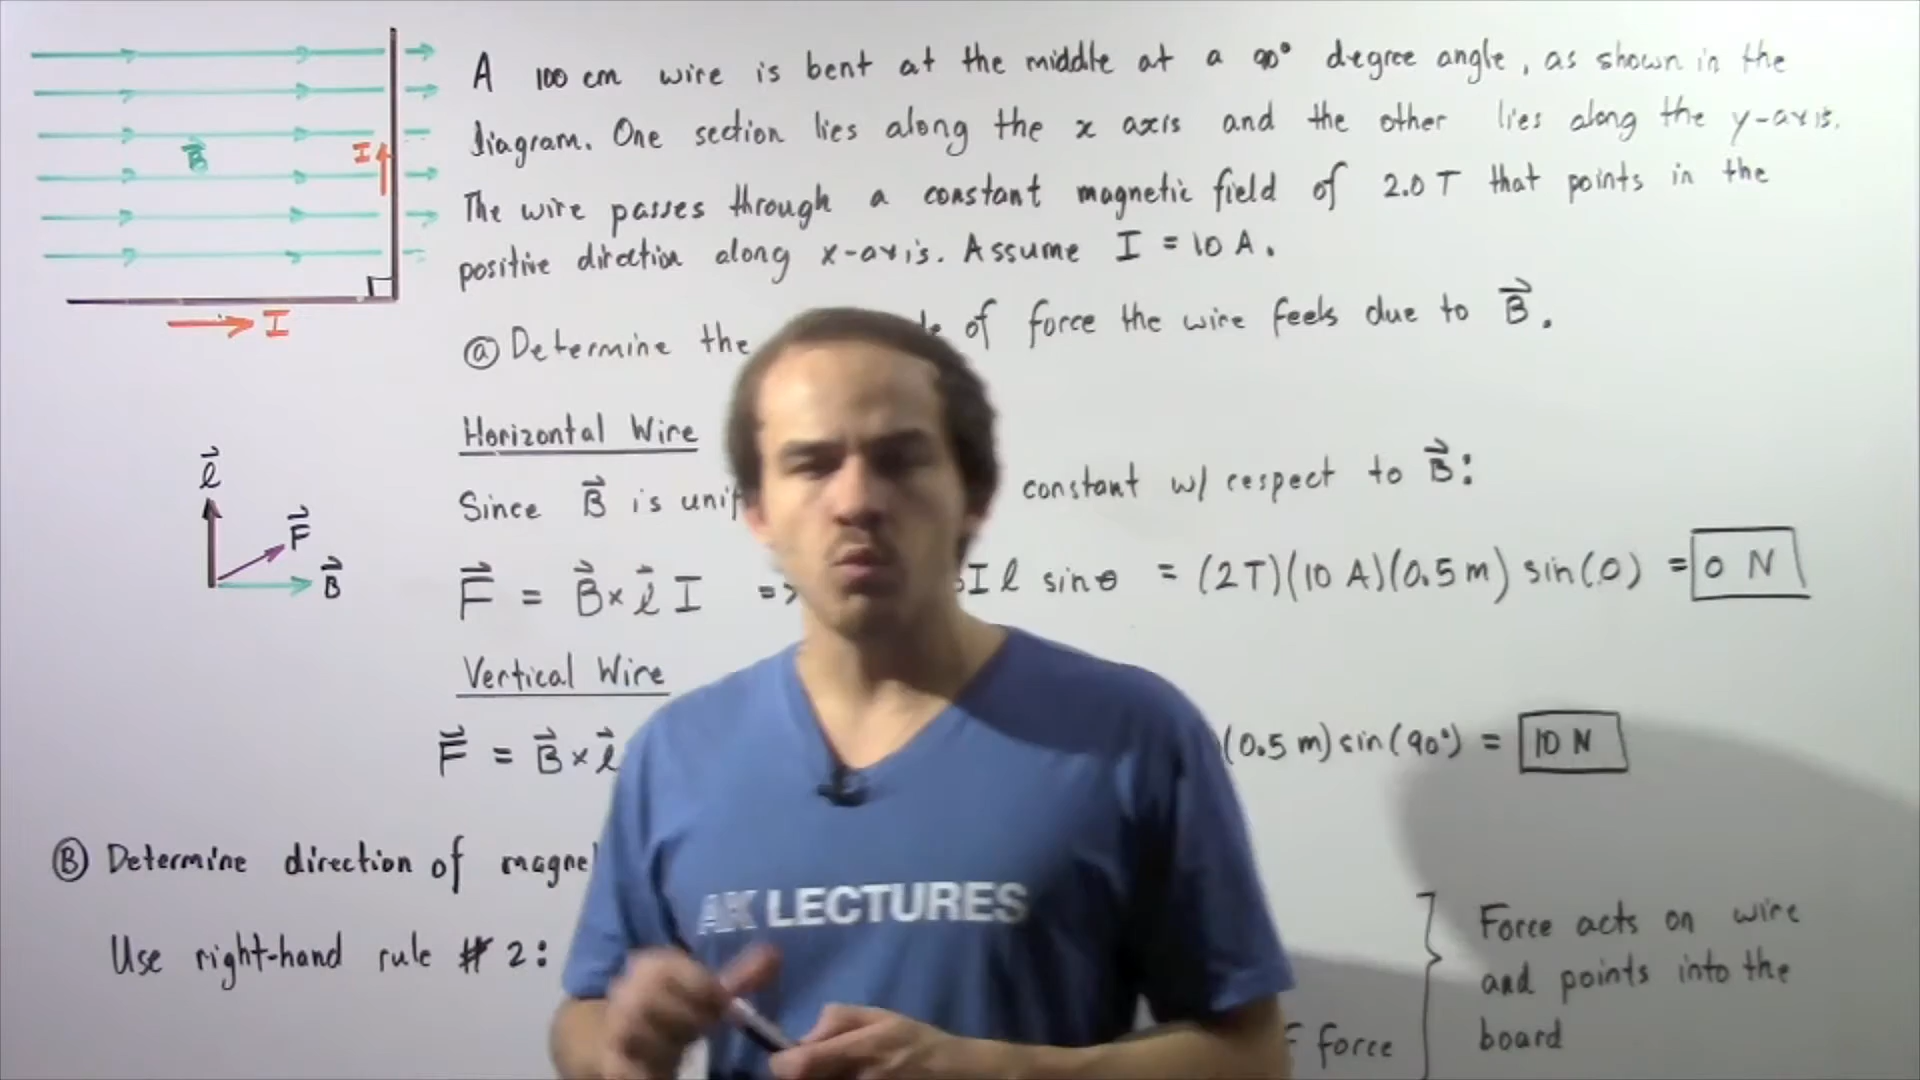 A 100 cm wire is bent at the middle at a 90° degree angle, as shown in the
diagram. One section lies along the x axis and the other lies along the y-axis.
The wire passes through a constant magnetic field of 2.0 T that points in the
positive direction along x-axis. Assume I = 10 A.
B⃗
I
I
ⓐ Determine the of force the wire feels due to B⃗.
Horizontal Wire
Since B⃗ is constant w/ respect to B⃗:
F⃗ = B⃗ × l⃗ I => I l sinθ = (2T)(10 A)(0.5 m) sin(0) = 0 N
l⃗
F⃗
B⃗
Vertical Wire
F⃗ = B⃗ × l⃗ (0.5 m) sin(90°) = 10 N
Ⓑ Determine direction of
Use right-hand rule # 2:
Force acts on wire
and points into the
board
force
AK LECTURES